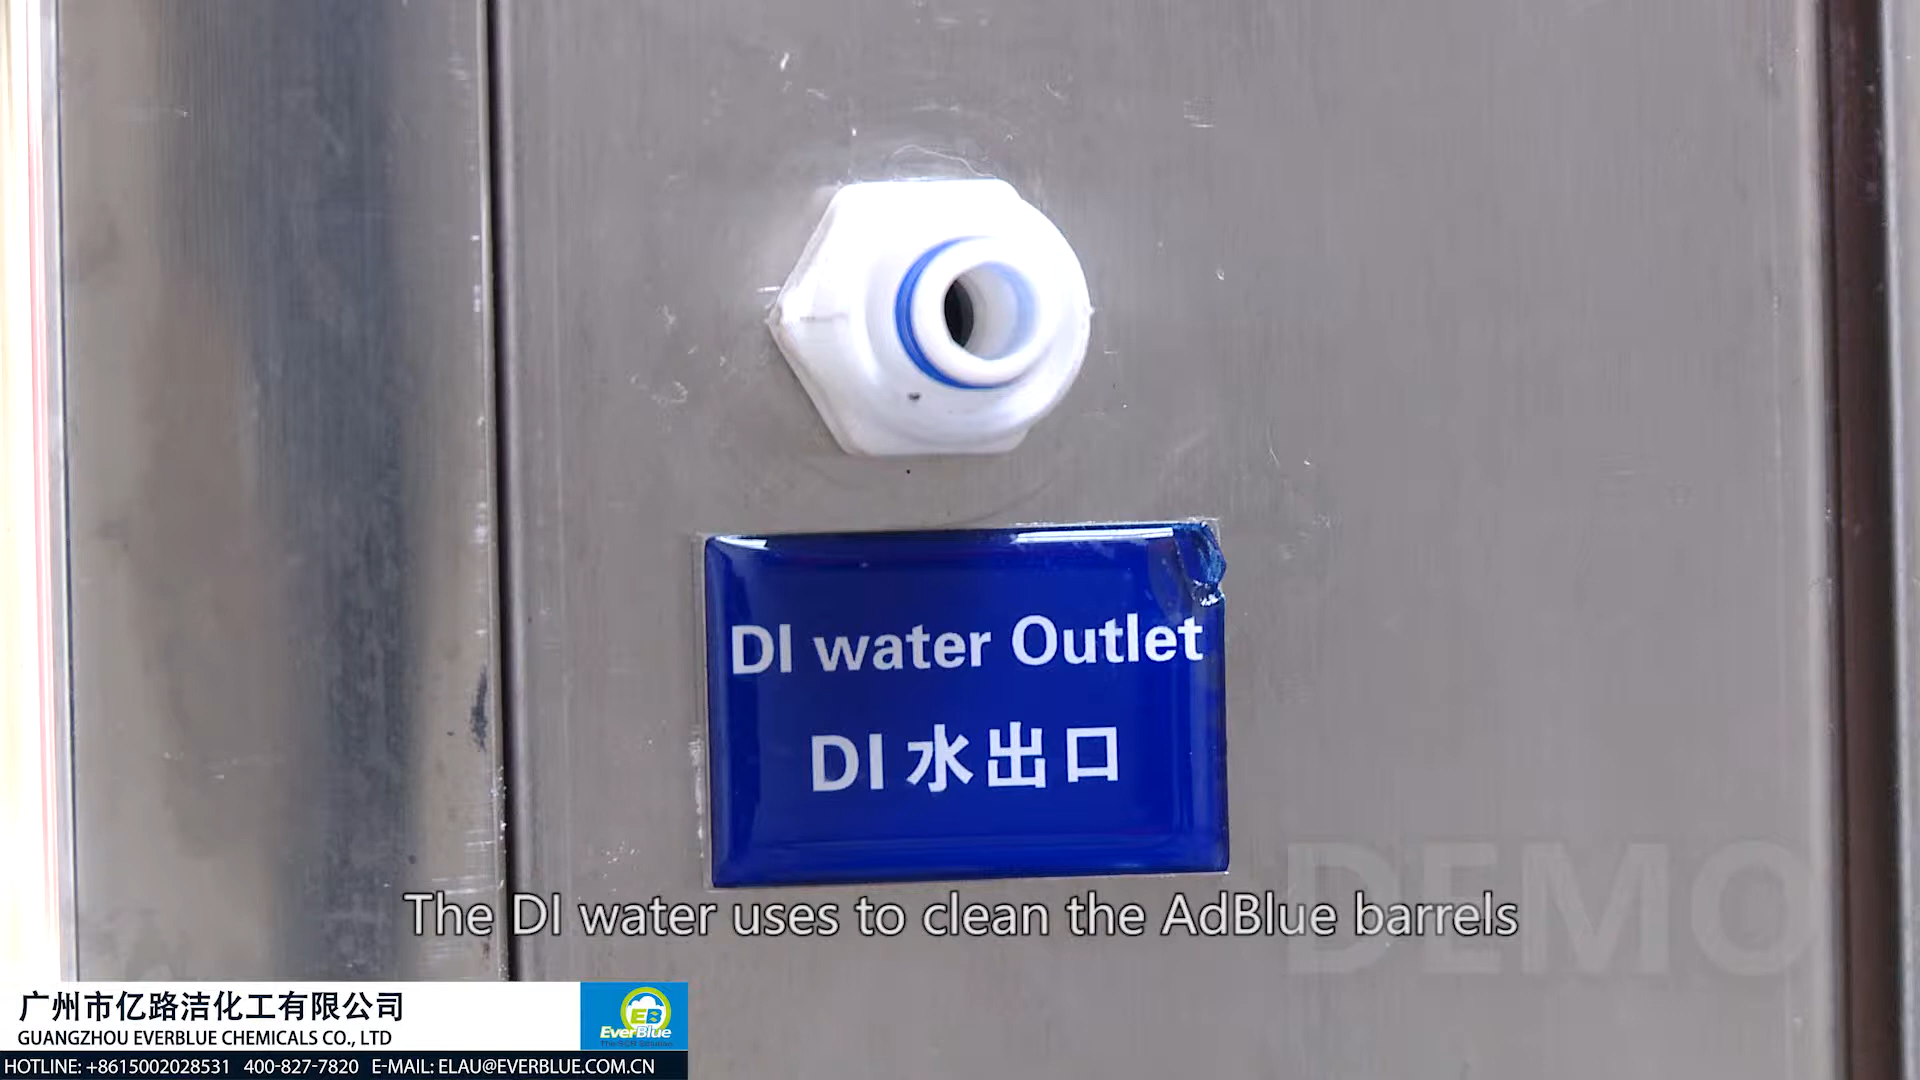 DI water Outlet
DI 水出口
DEMO
The DI water uses to clean the AdBlue barrels
广州市亿路洁化工有限公司
GUANGZHOU EVERBLUE CHEMICALS CO., LTD
EB
EverBlue
HOTLINE: +8615002028531 400-827-7820 E-MAIL: ELAU@EVERBLUE.COM.CN